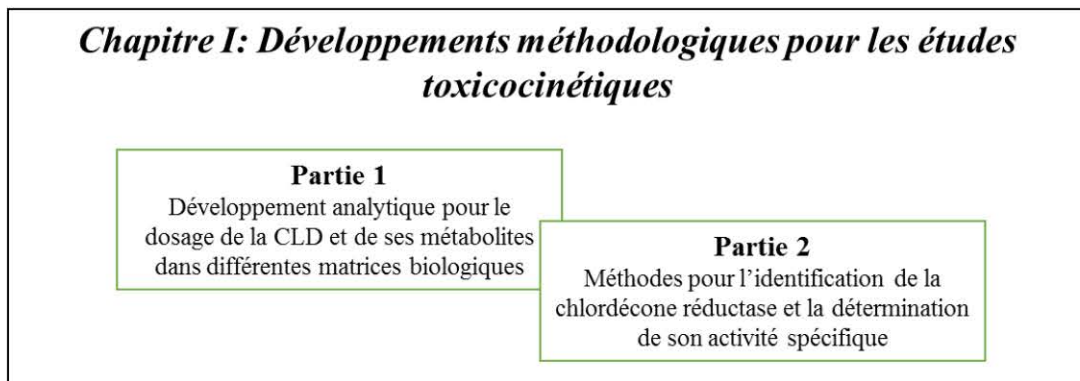 Chapitre I: Développements méthodologiques pour les études
toxicocinétiques
Partie 1
Développement analytique pour le
dosage de la CLD et de ses métabolites
dans différentes matrices biologiques
Partie 2
Méthodes pour l’identification de la
chlordécone réductase et la détermination
de son activité spécifique